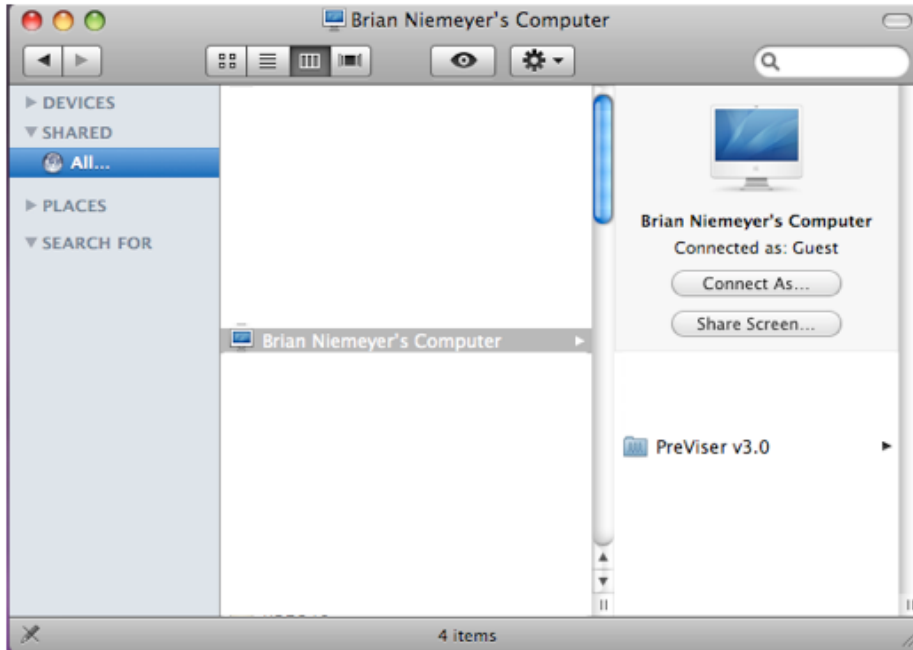 Brian Niemeyer's Computer
DEVICES
SHARED
All...
PLACES
SEARCH FOR
Brian Niemeyer's Computer
Brian Niemeyer's Computer
Connected as: Guest
Connect As...
Share Screen...
PreViser v3.0
4 items